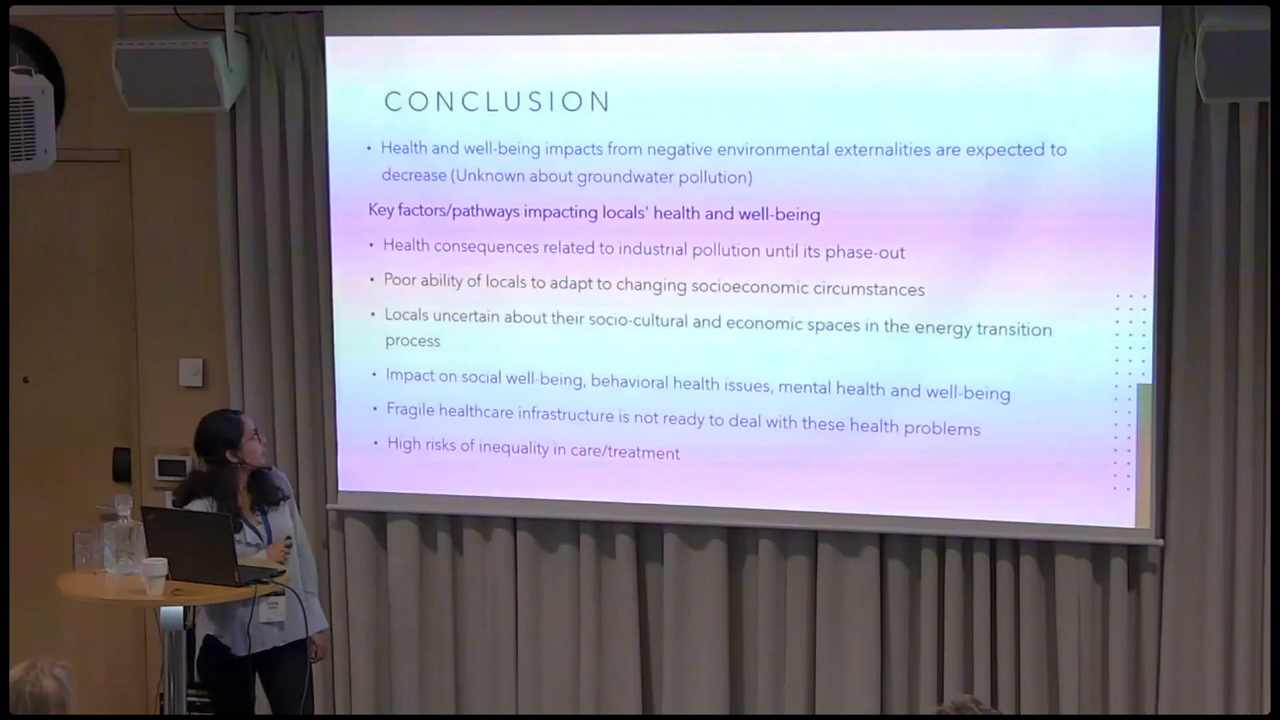 CONCLUSION
• Health and well-being impacts from negative environmental externalities are expected to
decrease (Unknown about groundwater pollution)
Key factors/pathways impacting locals' health and well-being
• Health consequences related to industrial pollution until its phase-out
• Poor ability of locals to adapt to changing socioeconomic circumstances
• Locals uncertain about their socio-cultural and economic spaces in the energy transition
process
• Impact on social well-being, behavioral health issues, mental health and well-being
• Fragile healthcare infrastructure is not ready to deal with these health problems
• High risks of inequality in care/treatment